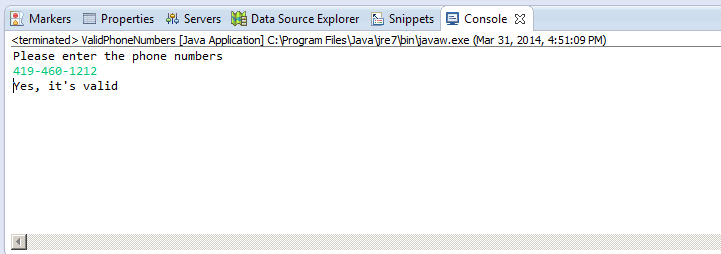 Markers Properties Servers Data Source Explorer Snippets Console
<terminated> ValidPhoneNumbers [Java Application] C:\Program Files\Java\jre7\bin\javaw.exe (Mar 31, 2014, 4:51:09 PM)
Please enter the phone numbers
419-460-1212
Yes, it's valid